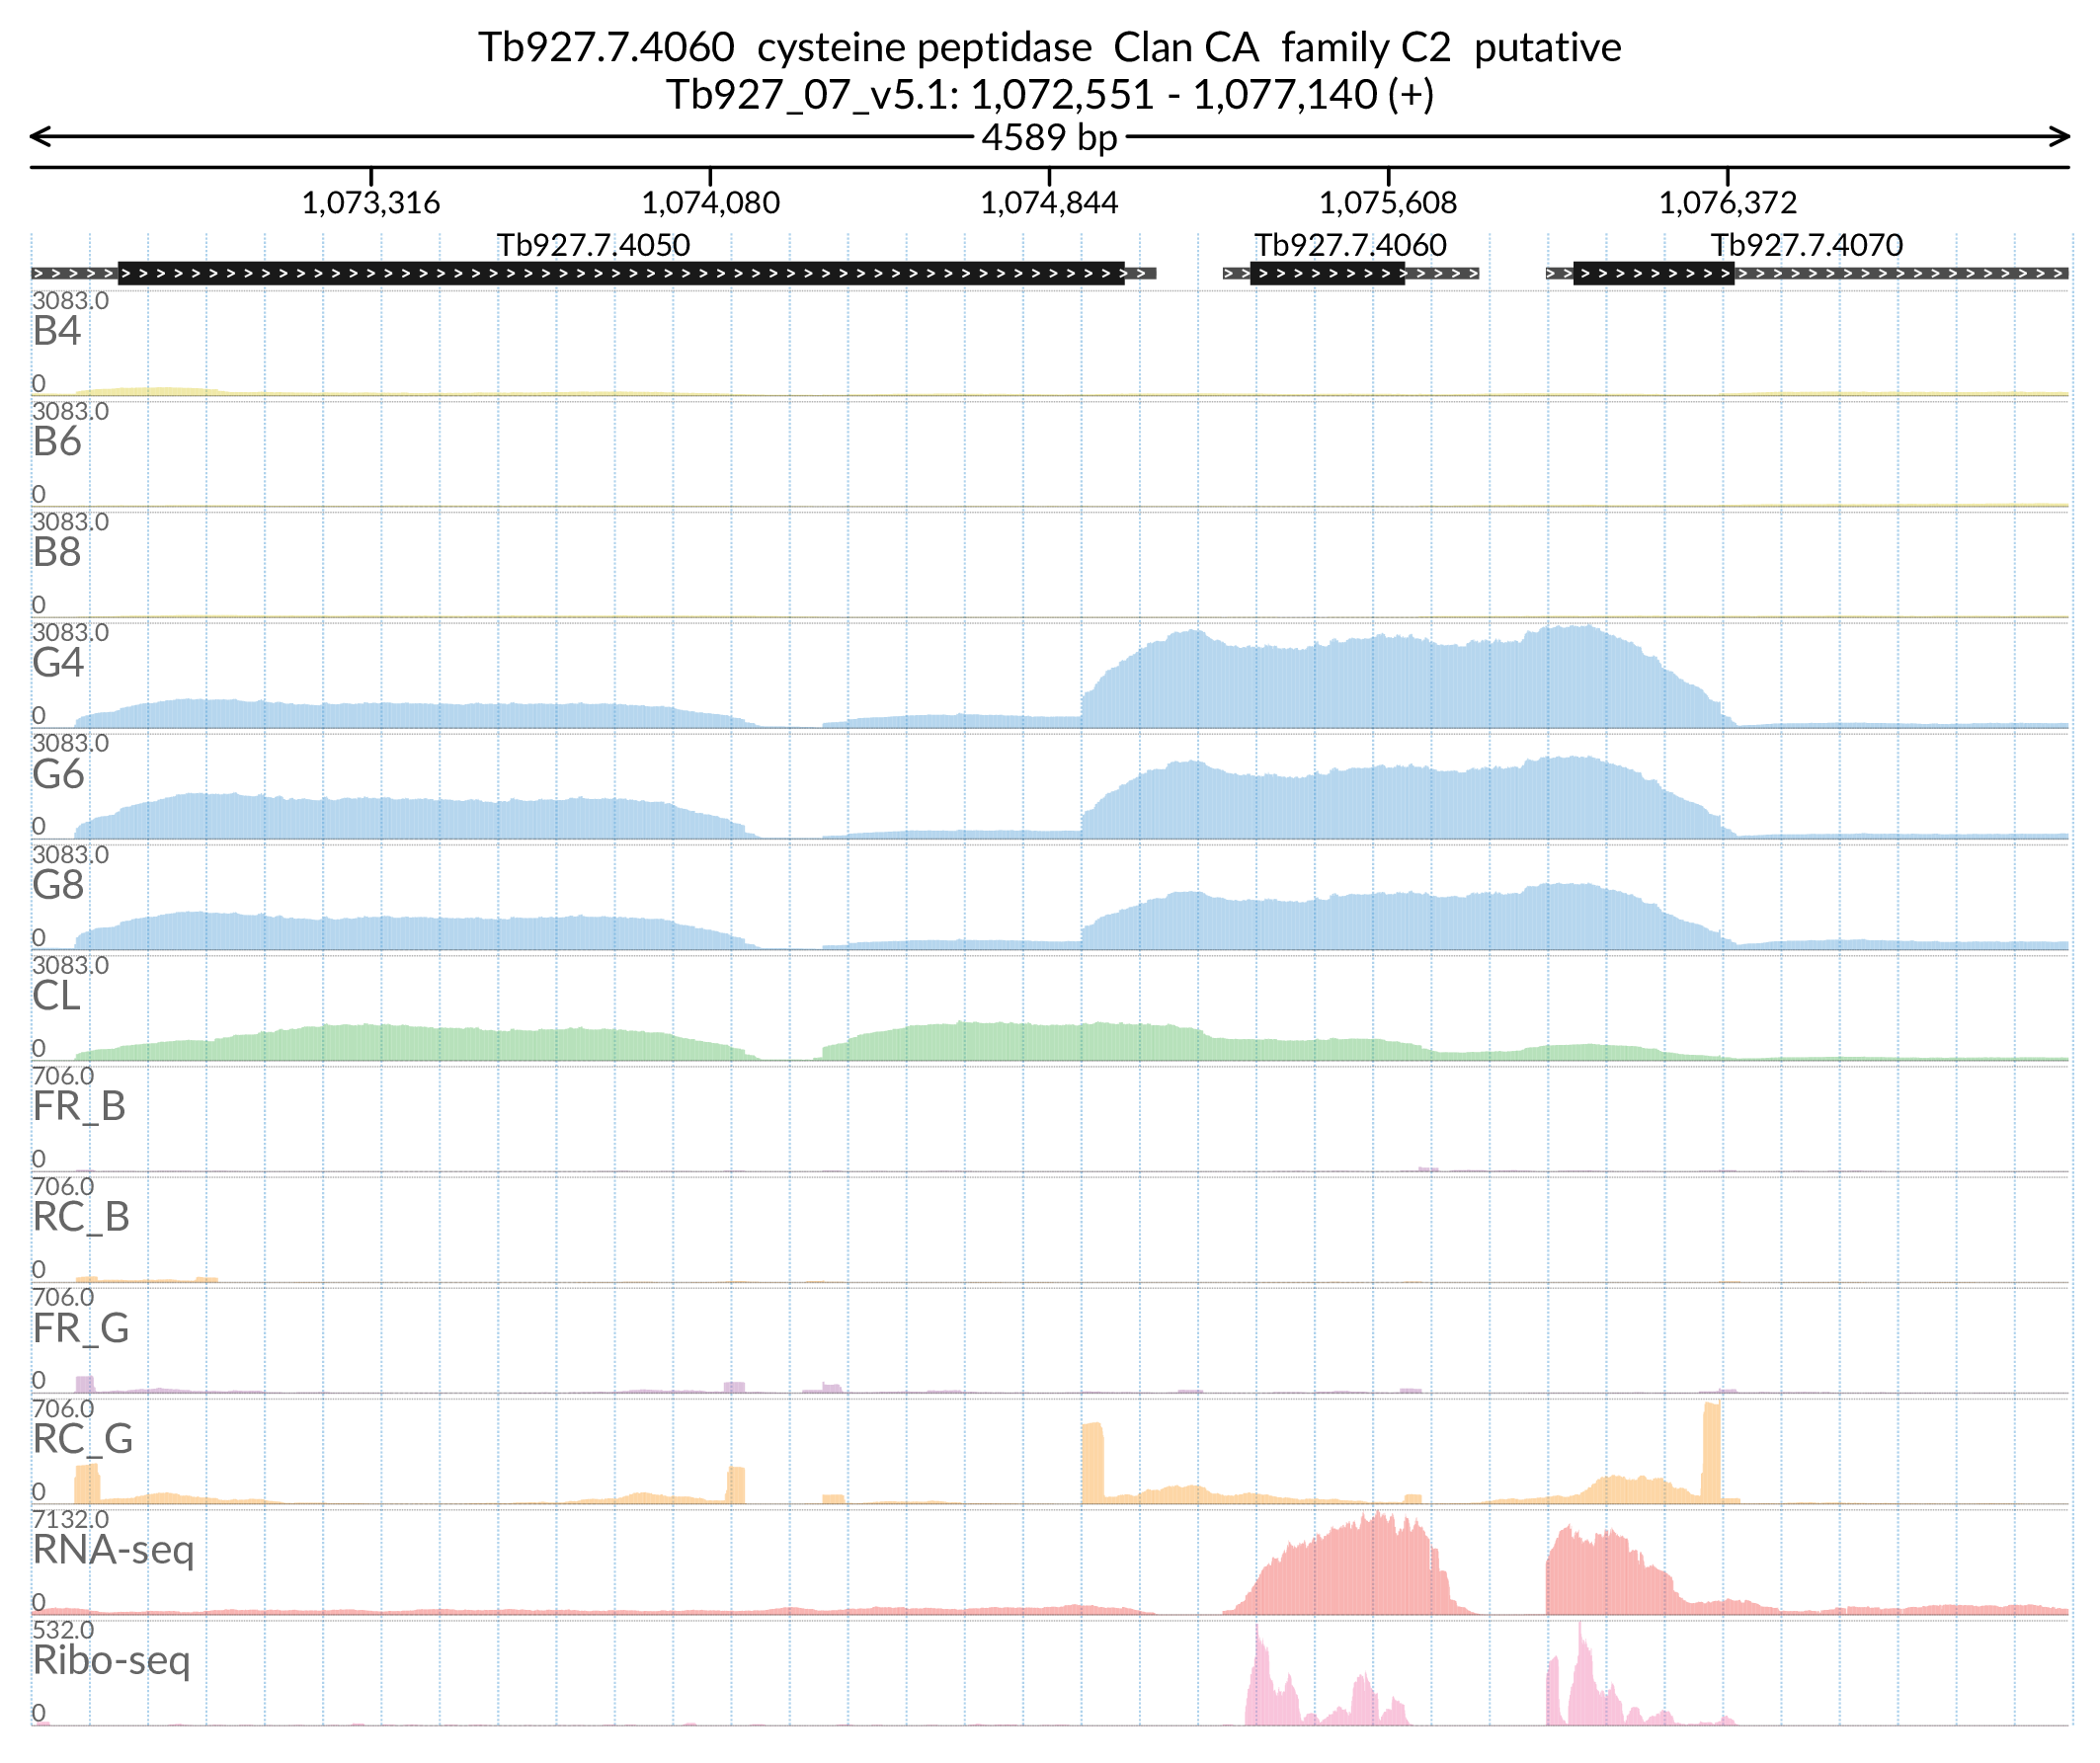 Tb927.7.4060 cysteine peptidase Clan CA family C2 putative
Tb927_07_v5.1: 1,072,551 - 1,077,140 (+)
4589 bp
1,073,316 1,074,080 1,074,844 1,075,608 1,076,372
Tb927.7.4050 Tb927.7.4060 Tb927.7.4070
3083.0
B4
0
3083.0
B6
0
3083.0
B8
0
3083.0
G4
0
3083.0
G6
0
3083.0
G8
0
3083.0
CL
0
706.0
FR_B
0
706.0
RC_B
0
706.0
FR_G
0
706.0
RC_G
0
7132.0
RNA-seq
0
532.0
Ribo-seq
0